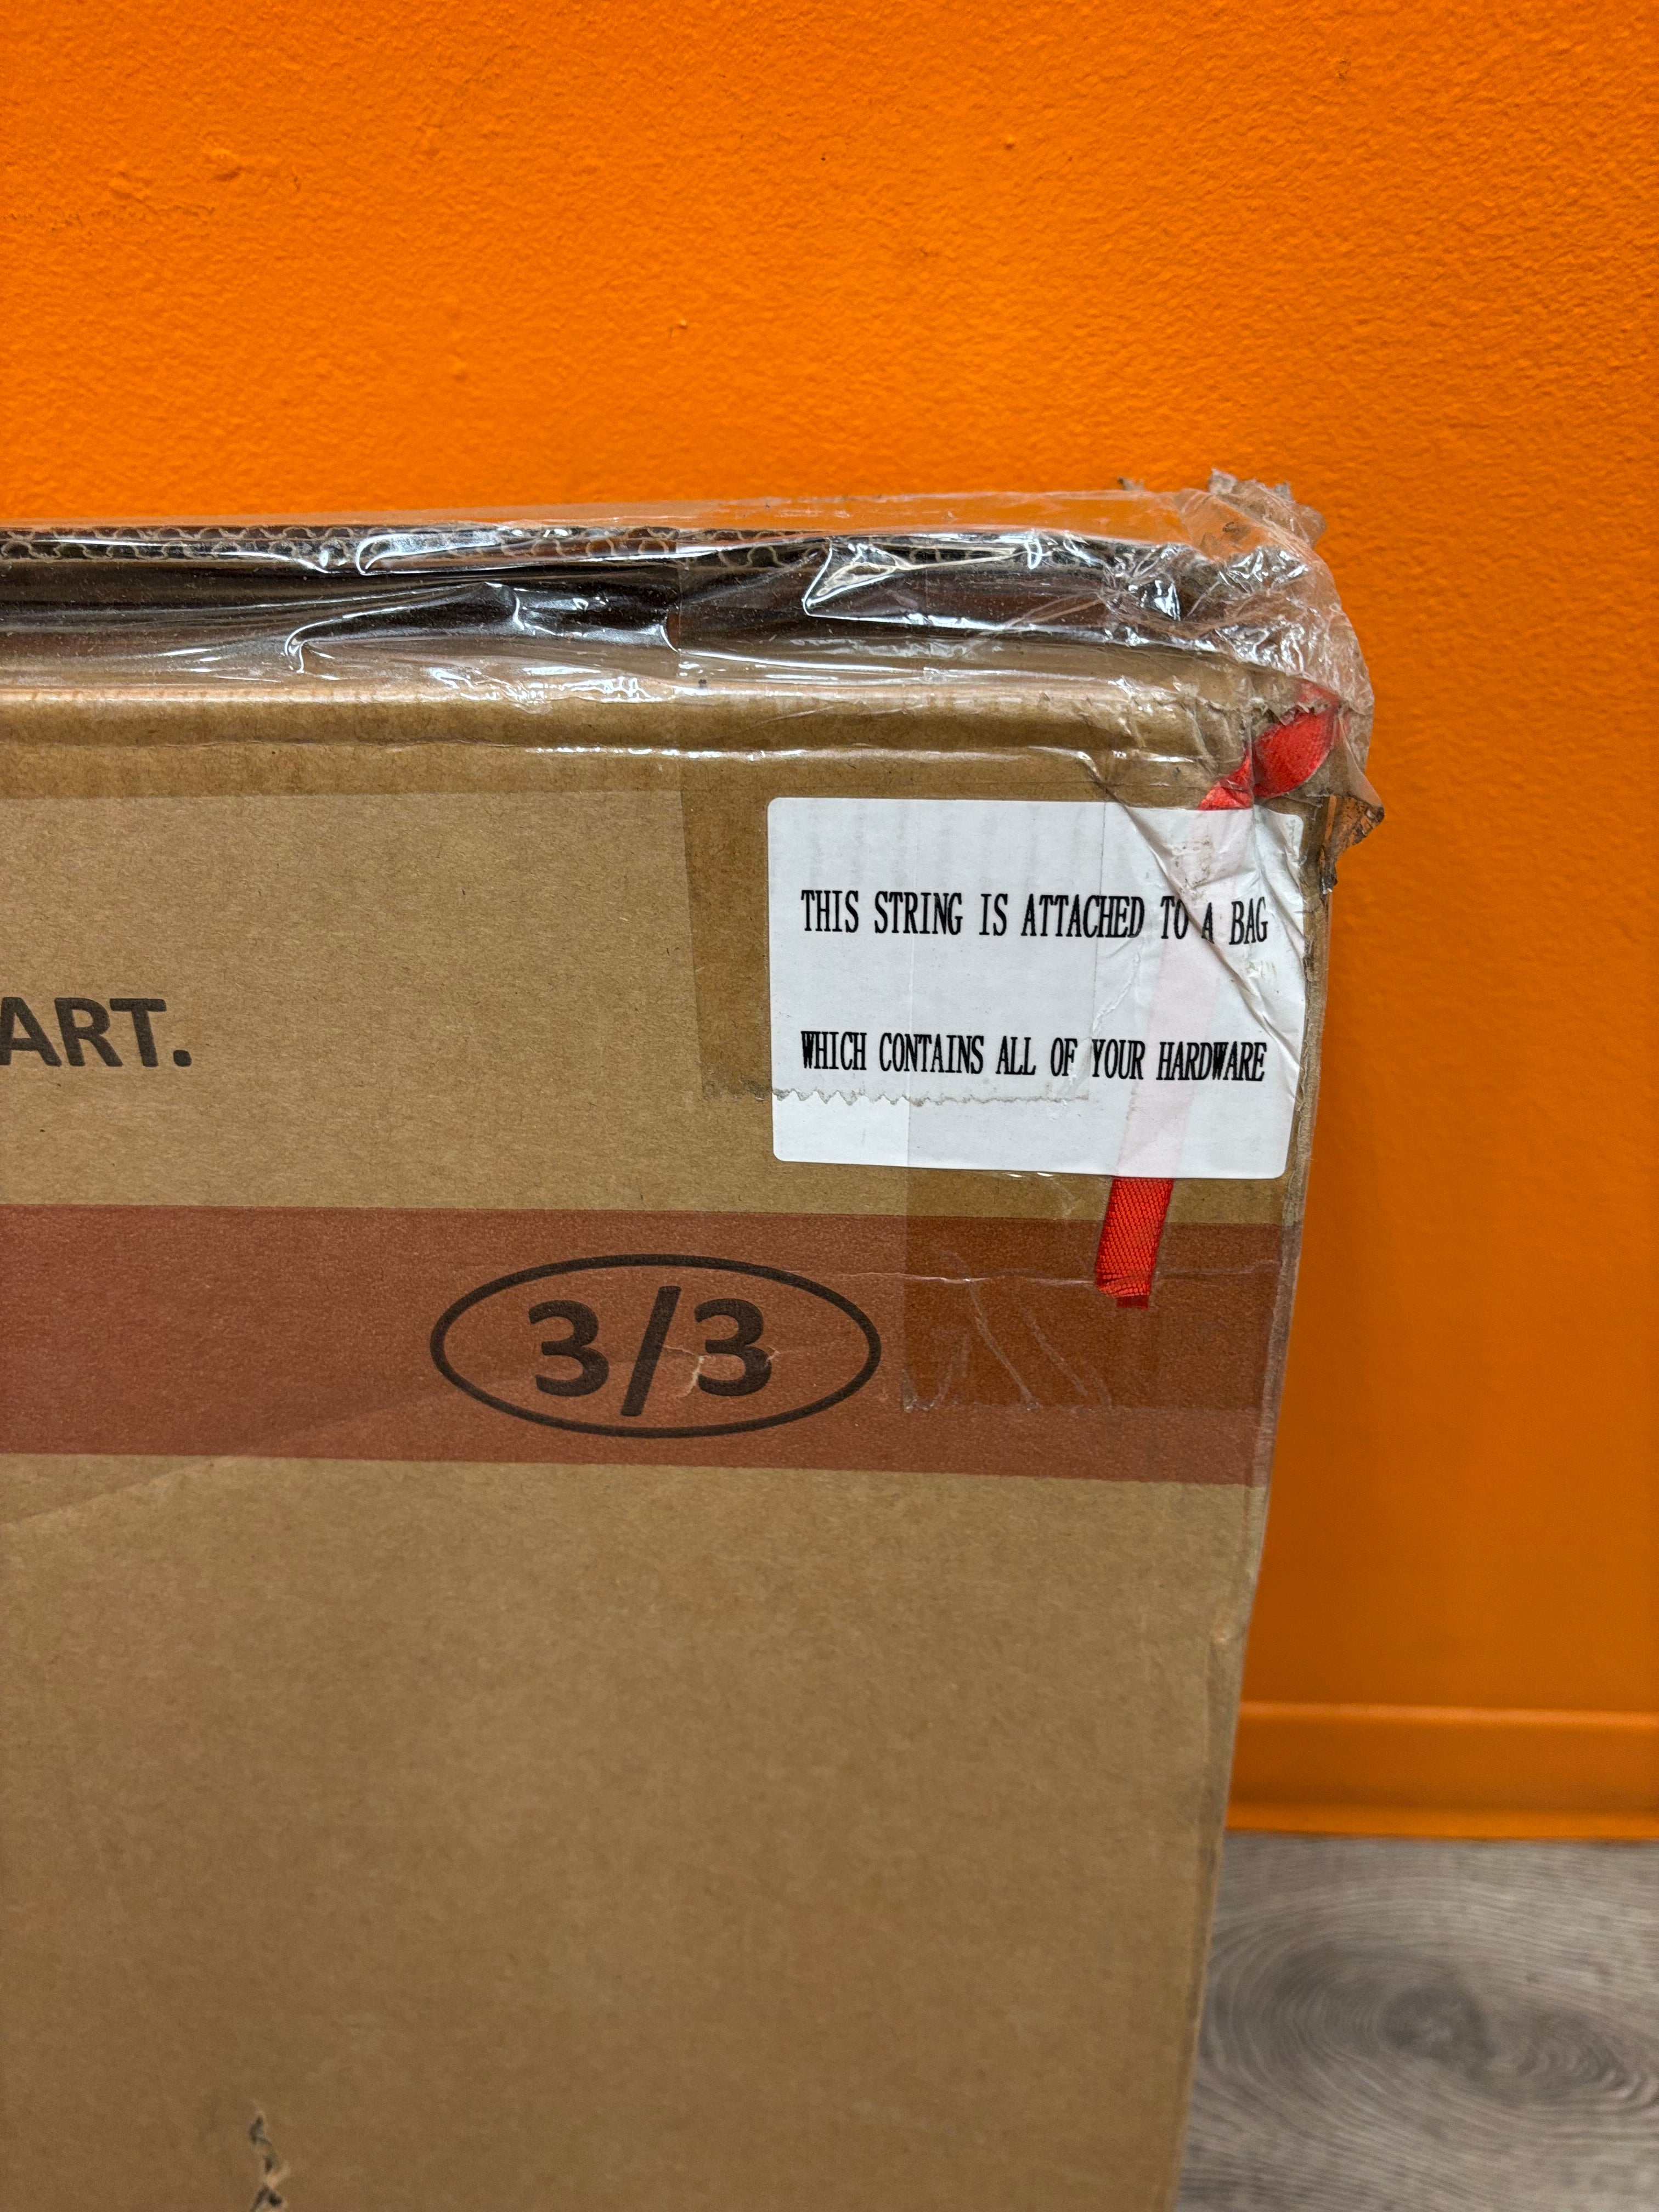 THIS STRING IS ATTACHED TO A BAG
WHICH CONTAINS ALL OF YOUR HARDWARE
ART.
3/3